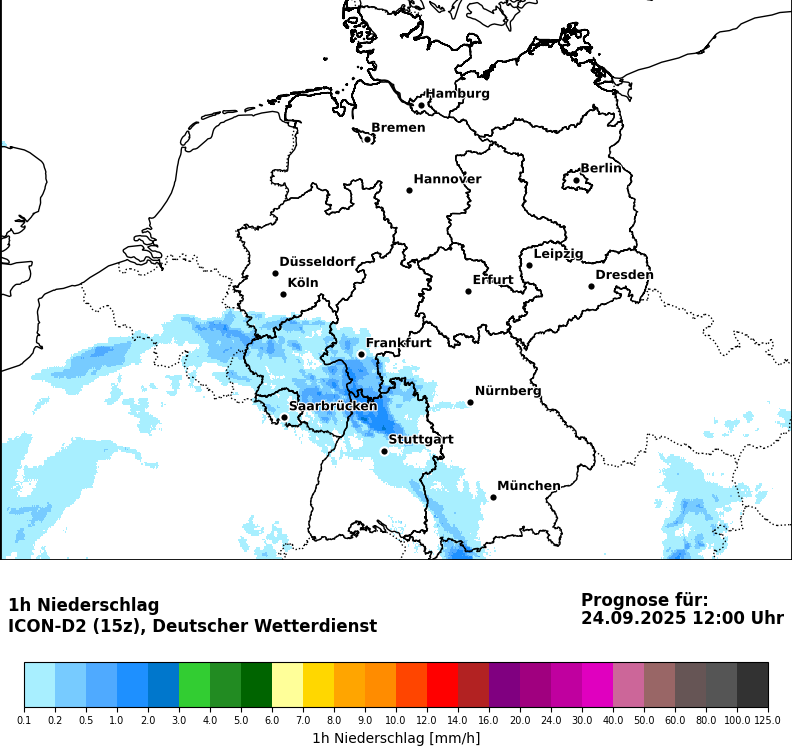 Hamburg
Bremen
Berlin
Hannover
Leipzig
Düsseldorf
Dresden
Köln
Erfurt
Frankfurt
Nürnberg
Saarbrücken
Stuttgart
München
1h Niederschlag
ICON-D2 (15z), Deutscher Wetterdienst
Prognose für:
24.09.2025 12:00 Uhr
0.1 0.2 0.5 1.0 2.0 3.0 4.0 5.0 6.0 7.0 9.0 10.0 12.0 14.0 16.0 20.0 24.0 30.0 40.0 50.0 60.0 80.0 100.0 125.0
1h Niederschlag [mm/h]